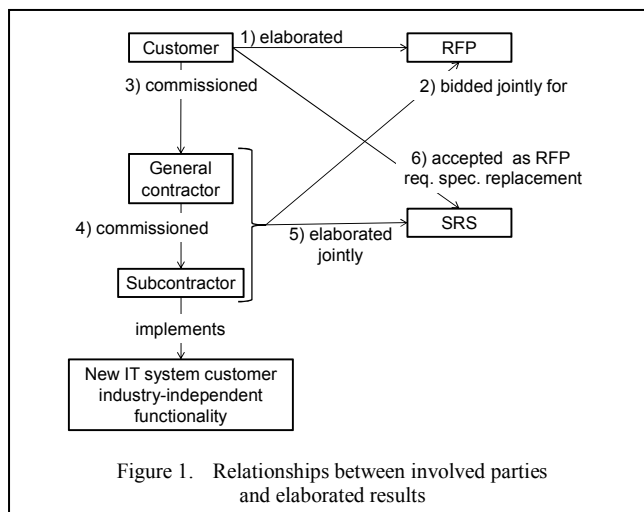 Customer
1) elaborated
RFP
3) commissioned
2) bidded jointly for
6) accepted as RFP
req. spec. replacement
General
contractor
4) commissioned
5) elaborated
jointly
SRS
Subcontractor
implements
New IT system customer
industry-independent
functionality
Figure 1. Relationships between involved parties
and elaborated results